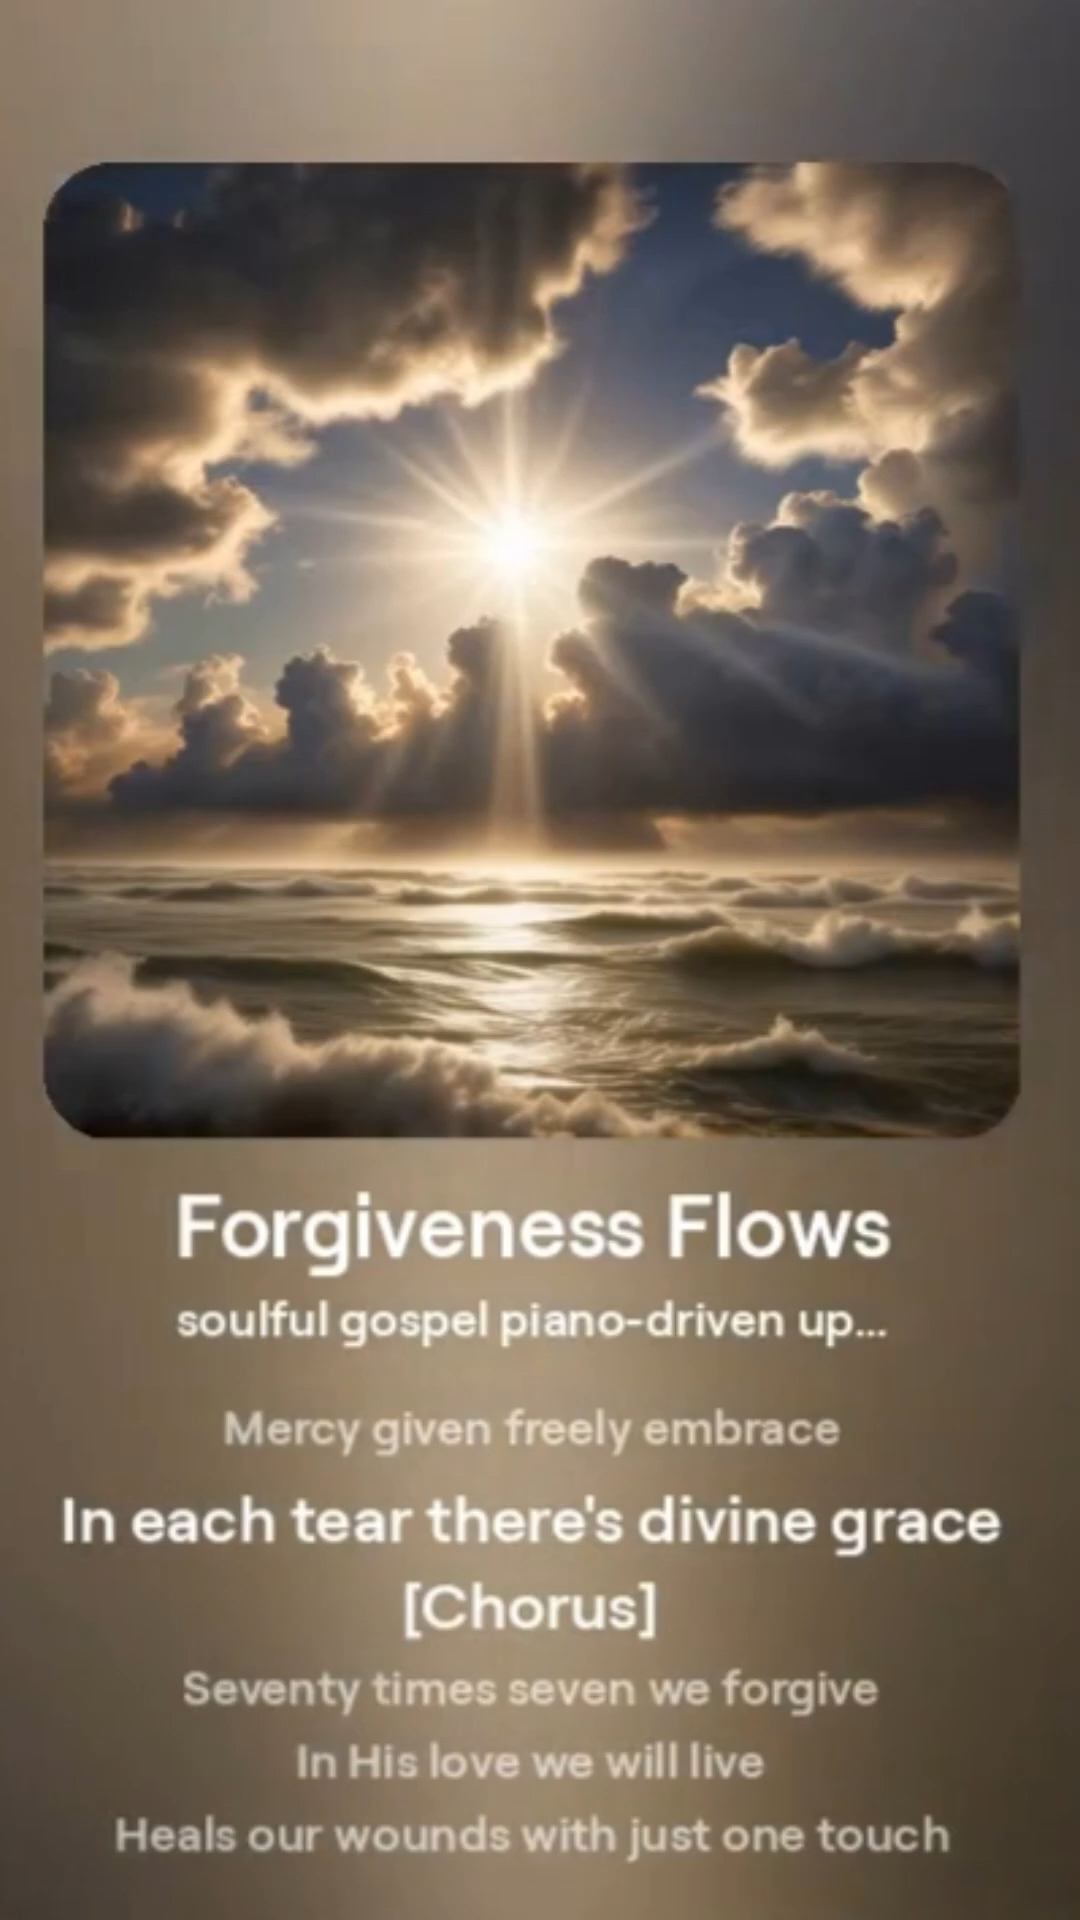 Forgiveness Flows
soulful gospel piano-driven up...
Mercy given freely embrace
In each tear there's divine grace
[Chorus]
Seventy times seven we forgive
In His love we will live
Heals our wounds with just one touch